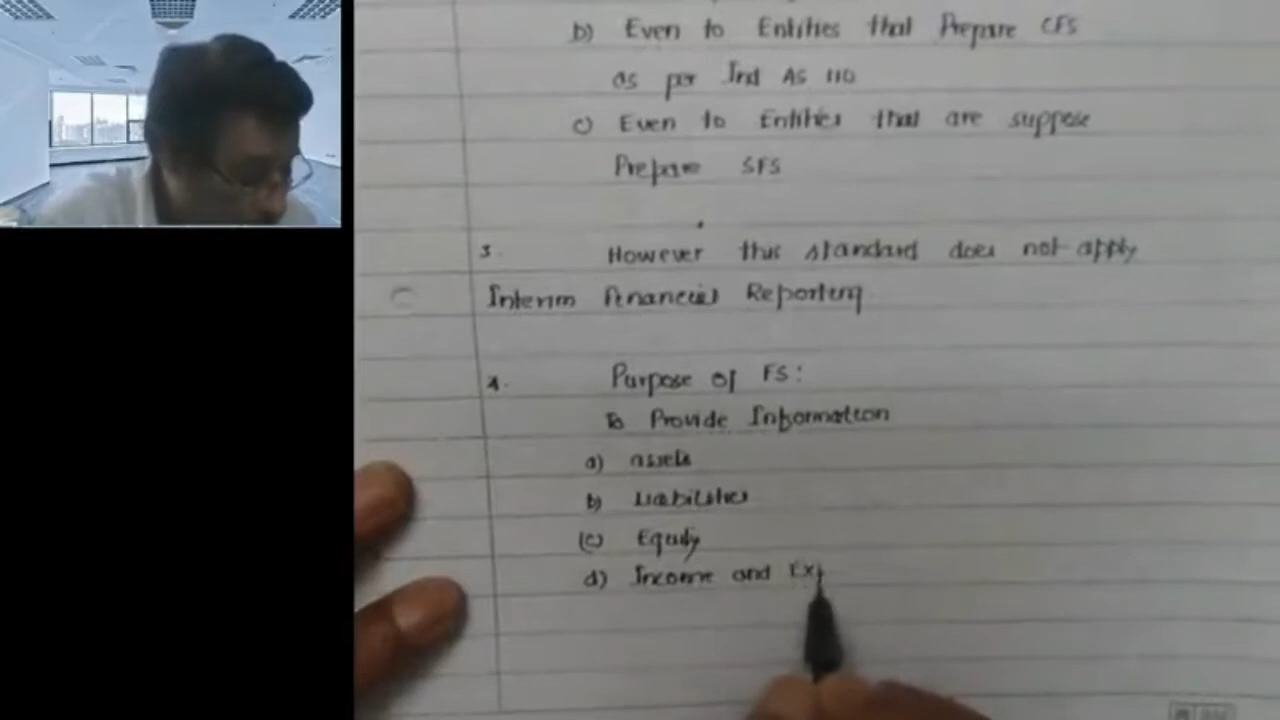 b) Even to Entities that Prepare CFS
as per Ind AS 110
c) Even to Entities that are suppose
Prepare SFS
3. However this standard does not apply
Interim Financial Reporting
4. Purpose of FS:
To Provide Information
a) assets
b) Liabilities
(c) Equity
d) Income and Exp